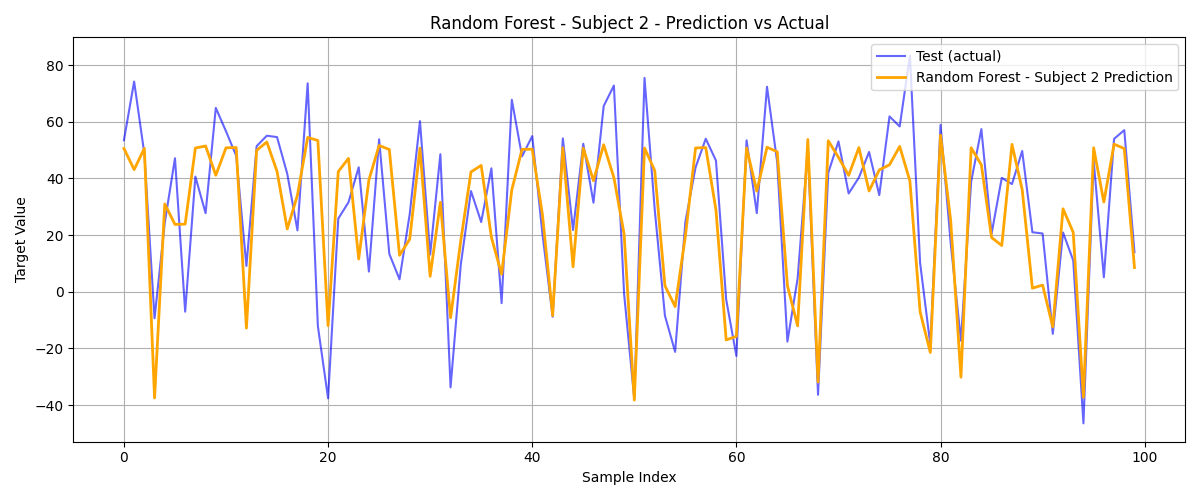 Random Forest - Subject 2 - Prediction vs Actual
Test (actual)
Random Forest - Subject 2 Prediction
Target Value
80
60
40
20
0
−20
−40
0
20
40
60
80
100
Sample Index